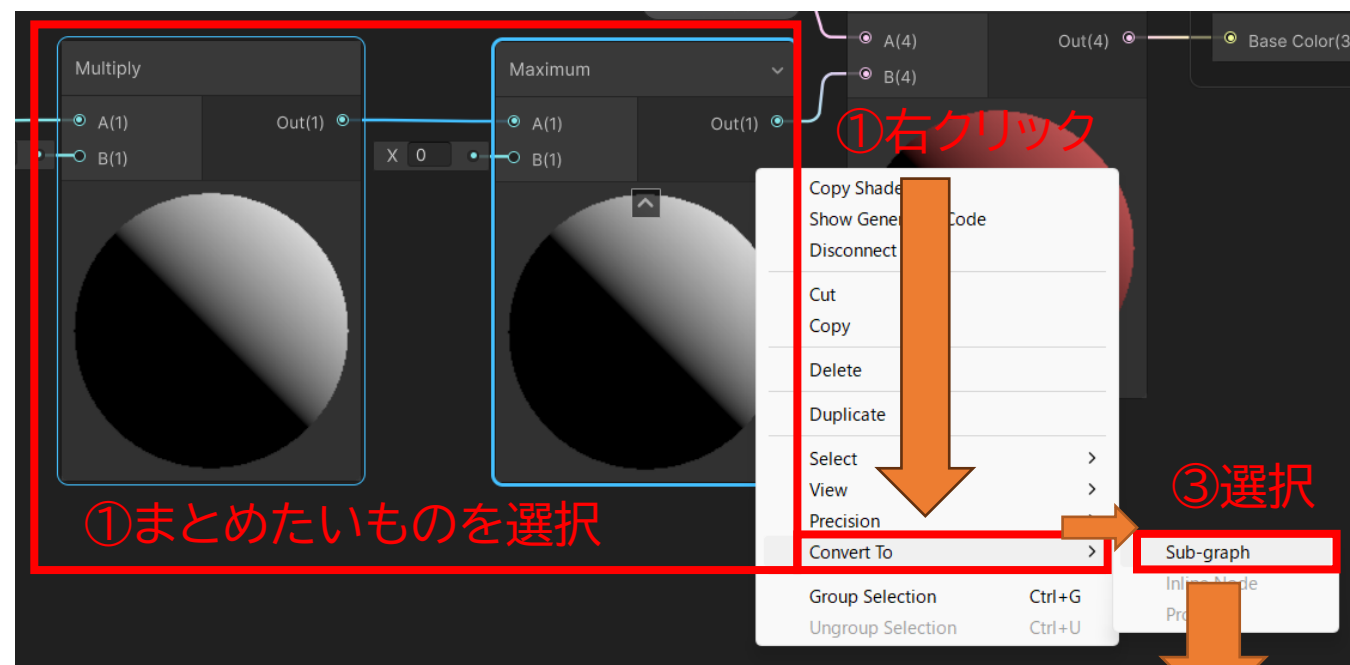 Multiply
A(1) Out(1)
B(1)
X 0
Maximum
A(1) Out(1)
B(1)
A(4) Out(4)
B(4)
Base Color(3
①右クリック
Copy Shade
Show Gene Code
Disconnect
Cut
Copy
Delete
Duplicate
Select
View
Precision
Convert To
Group Selection Ctrl+G
Ungroup Selection Ctrl+U
①まとめたいものを選択
③選択
Sub-graph